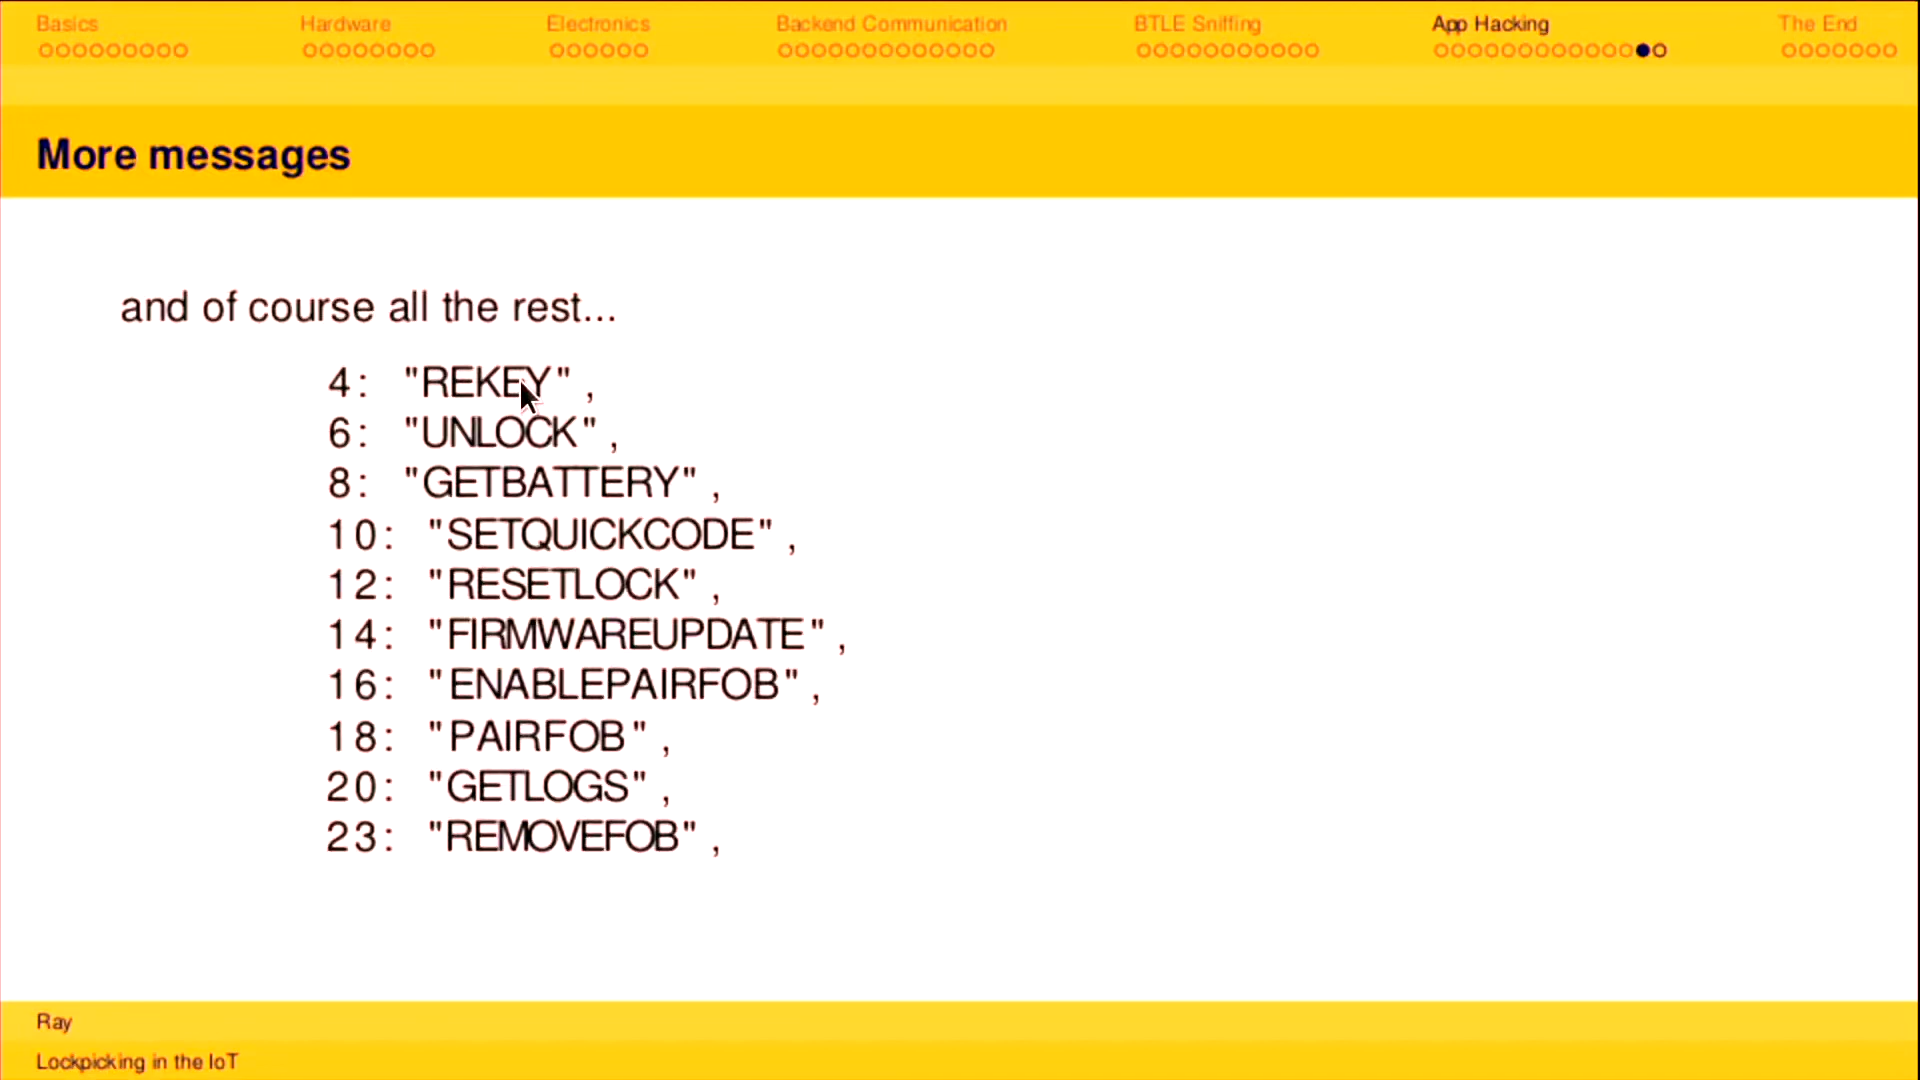 Basics Hardware Electronics Backend Communication BTLE Sniffing App Hacking The End
More messages
and of course all the rest...
4: "REKEY" ,
6: "UNLOCK" ,
8: "GETBATTERY" ,
10: "SETQUICKCODE" ,
12: "RESETLOCK" ,
14: "FIRMWAREUPDATE" ,
16: "ENABLEPAIRFOB" ,
18: "PAIRFOB" ,
20: "GETLOGS" ,
23: "REMOVEFOB" ,
Ray
Lockpicking in the IoT